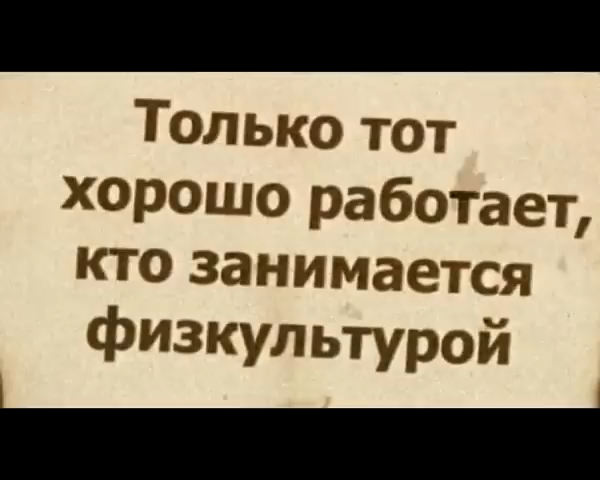 Только тот
хорошо работает,
кто занимается
физкультурой